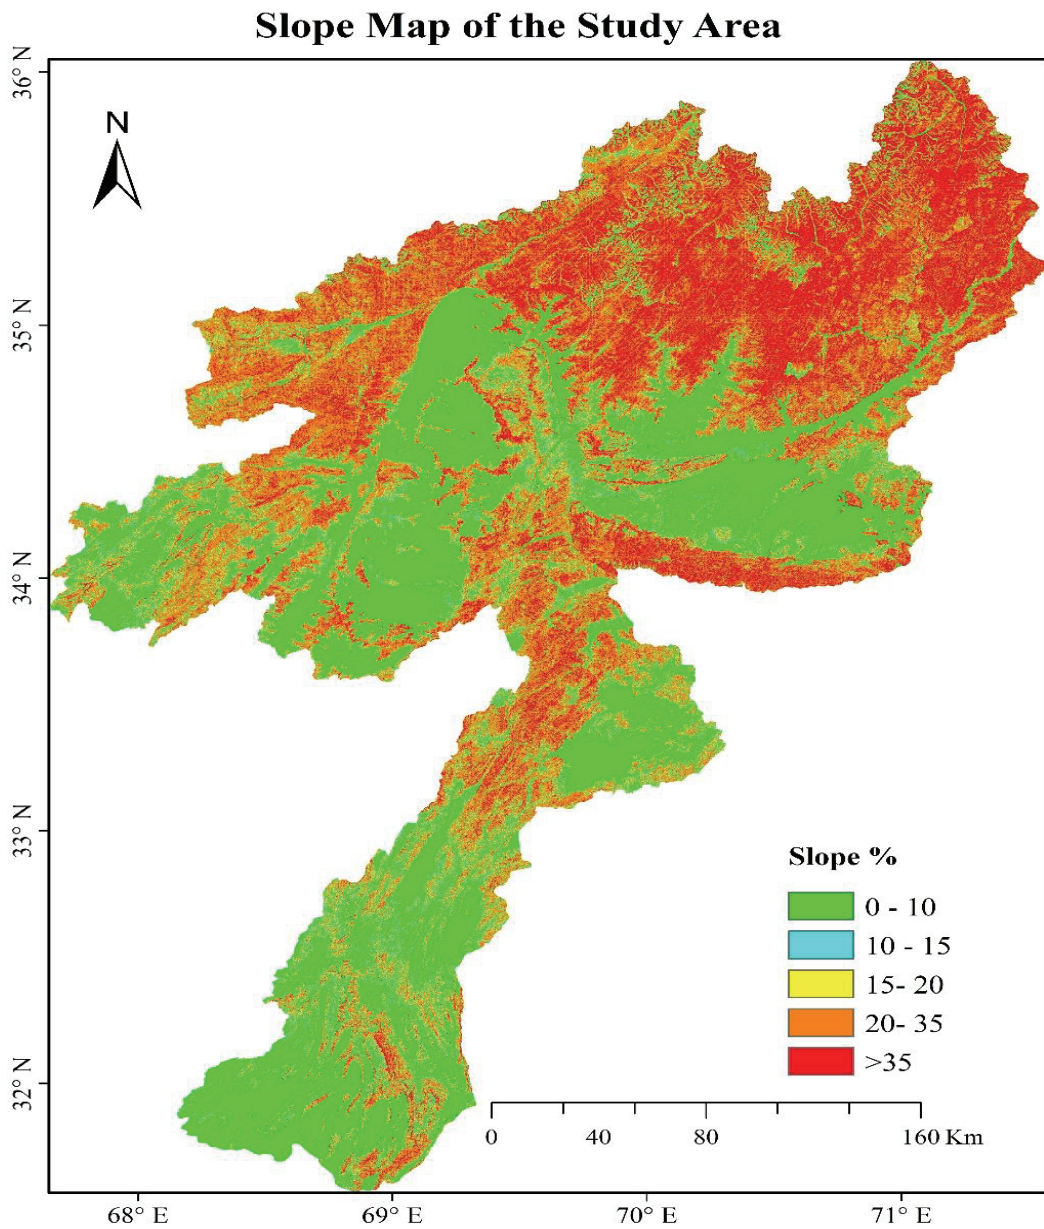 Slope Map of the Study Area
N
36° N
35° N
34° N
33° N
32° N
Slope %
0 - 10
10 - 15
15- 20
20- 35
>35
0 40 80 160 Km
68° E 69° E 70° E 71° E